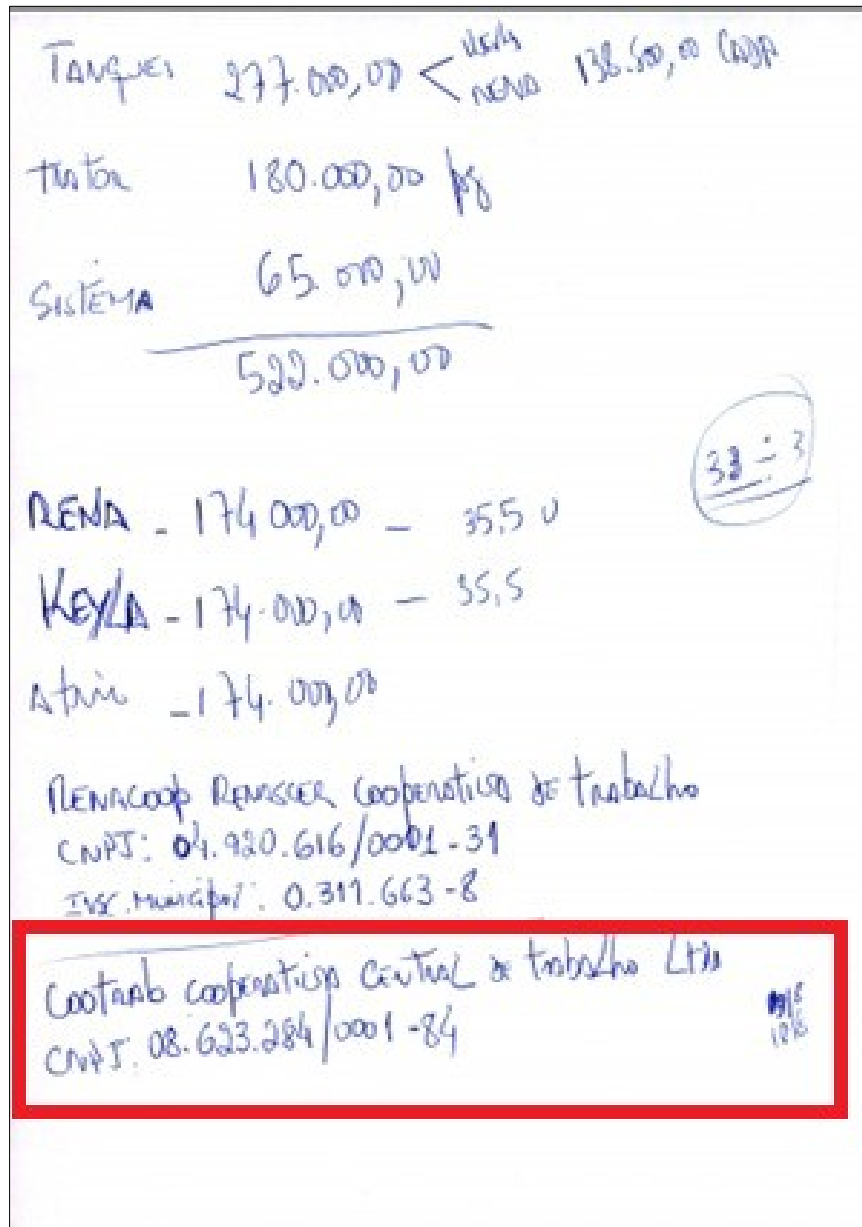 TANQUES 277.000,00 < KEYLA RENA 138.500,00 CADA
trator 180.000,00 pg
SISTÉMA 65.000,00
522.000,00
32 ÷ 3
RENA - 174.000,00 - 35,5
KEYLA - 174.000,00 - 35,5
- 174.000,00
RENACOOP RENASCER COOPERATIVA DE trabalho
CNPJ: 04.920.616/0001-31
INSC. Municipal: 0.311.663-8
Cootrab cooperativa Central de trabalho Ltda
CNPJ: 08.623.284/0001-84